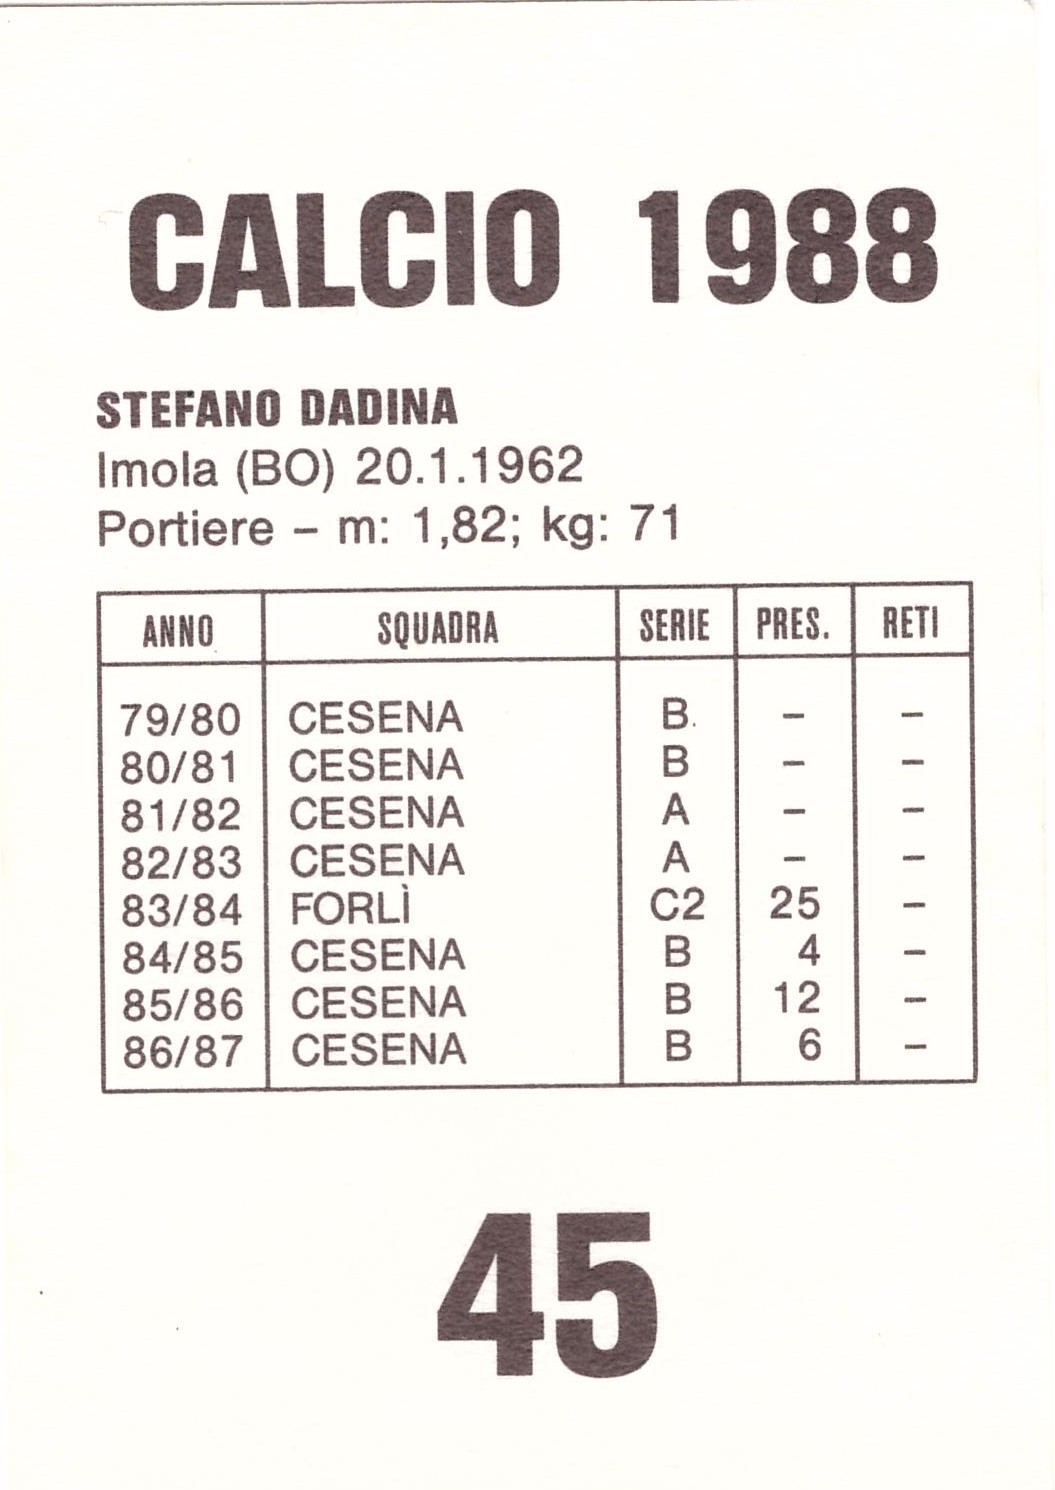 CALCIO 1988
STEFANO DADINA
Imola (BO) 20.1.1962
Portiere – m: 1,82; kg: 71
ANNO SQUADRA SERIE PRES. RETI
79/80 CESENA B. – –
80/81 CESENA B – –
81/82 CESENA A – –
82/83 CESENA A – –
83/84 FORLÌ C2 25 –
84/85 CESENA B 4 –
85/86 CESENA B 12 –
86/87 CESENA B 6 –
45